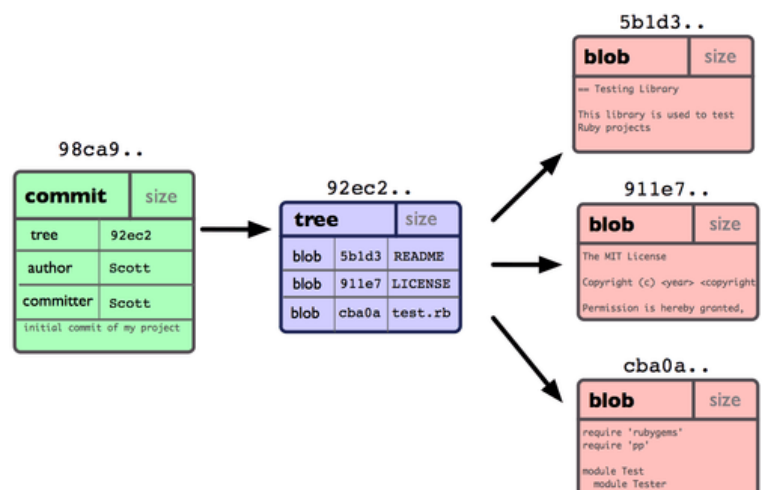 98ca9..
commit size
tree 92ec2
author Scott
committer Scott
initial commit of my project
92ec2..
tree size
blob 5b1d3 README
blob 911e7 LICENSE
blob cba0a test.rb
5b1d3..
blob size
== Testing Library
This library is used to test
Ruby projects
911e7..
blob size
The MIT License
Copyright (c) <year> <copyright
Permission is hereby granted,
cba0a..
blob size
require 'rubygems'
require 'pp'
module Test
module Tester